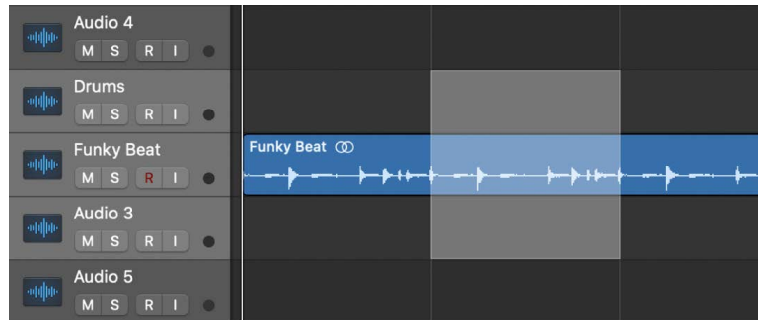 Audio 4
M S R I
Drums
M S R I
Funky Beat
M S R I
Funky Beat
Audio 3
M S R I
Audio 5
M S R I